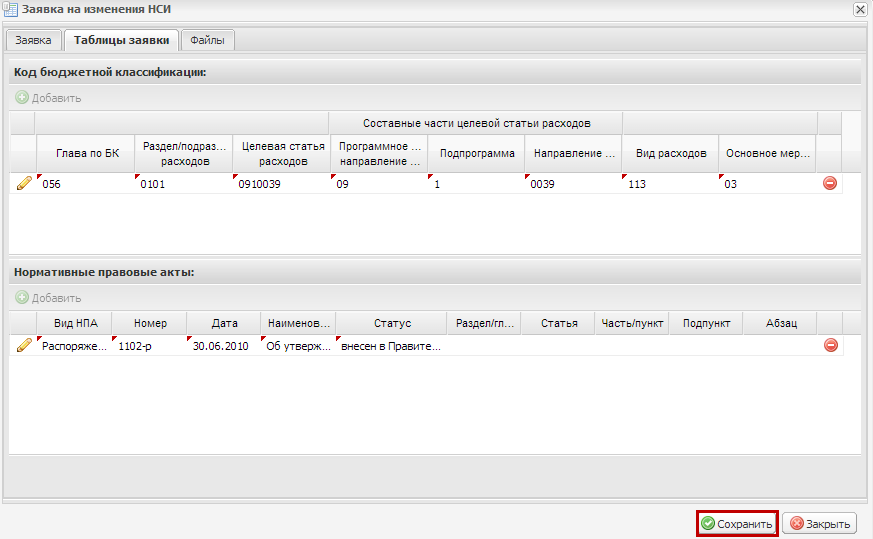 Заявка на изменения НСИ
Заявка Таблицы заявки Файлы
Код бюджетной классификации:
Добавить
Составные части целевой статьи расходов
Глава по БК Раздел/подраз... расходов Целевая статья расходов Программное ... направление ... Подпрограмма Направление ... Вид расходов Основное мер...
056 0101 0910039 09 1 0039 113 03
Нормативные правовые акты:
Добавить
Вид НПА Номер Дата Наименов... Статус Раздел/гл... Статья Часть/пункт Подпункт Абзац
Распоряже... 1102-р 30.06.2010 Об утверж... внесен в Правите...
Сохранить Закрыть